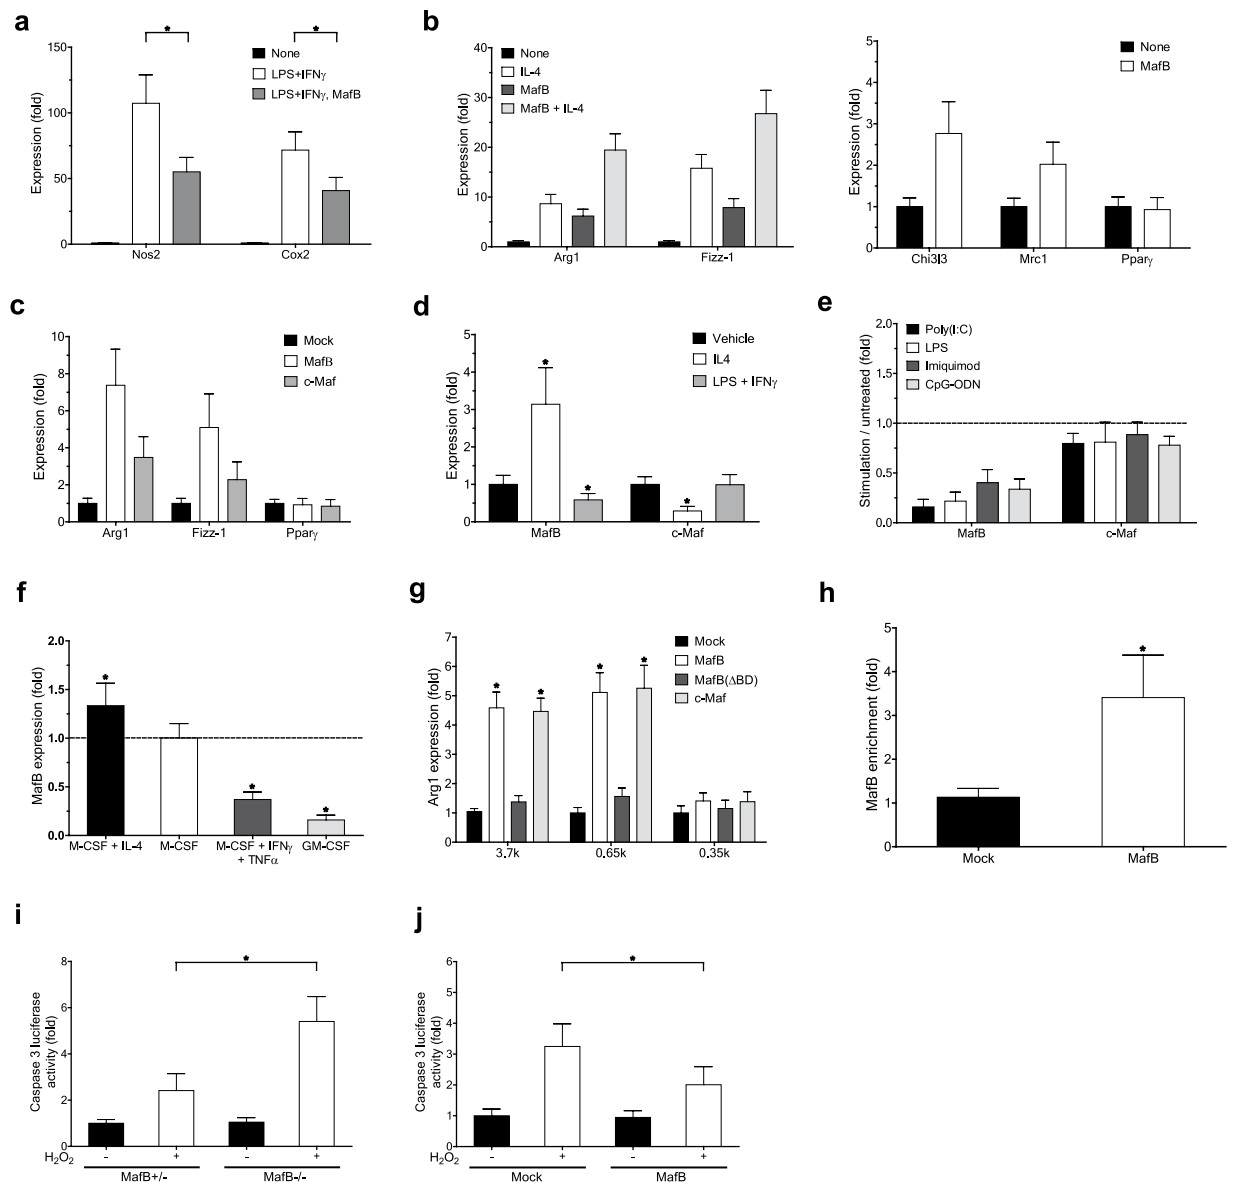 a
*
*
None
LPS+IFNγ
LPS+IFNγ, MafB
Expression (fold)
150
100
50
0
Nos2
Cox2
b
None
IL-4
MafB
MafB + IL-4
Expression (fold)
40
30
20
10
0
Arg1
Fizz-1
None
MafB
Expression (fold)
5
4
3
2
1
0
Chi3l3
Mrc1
Pparγ
c
Mock
MafB
c-Maf
Expression (fold)
10
8
6
4
2
0
Arg1
Fizz-1
Pparγ
d
Vehicle
IL4
LPS + IFNγ
Expression (fold)
5
4
3
2
1
0
*
*
*
MafB
c-Maf
e
Poly(I:C)
LPS
Imiquimod
CpG-ODN
Stimulation / untreated (fold)
2.0
1.5
1.0
0.5
0.0
MafB
c-Maf
f
MafB expression (fold)
2.0
1.5
1.0
0.5
0.0
*
*
*
M-CSF + IL-4
M-CSF
M-CSF + IFNγ
+ TNFα
GM-CSF
g
Mock
MafB
MafB(ΔBD)
c-Maf
Arg1 expression (fold)
7
6
5
4
3
2
1
0
*
*
*
*
3.7k
0.65k
0.35k
h
MafB enrichment (fold)
5
4
3
2
1
0
*
Mock
MafB
i
Caspase 3 luciferase
activity (fold)
8
6
4
2
0
*
H₂O₂ - + - +
MafB+/-
MafB-/-
j
Caspase 3 luciferase
activity (fold)
6
5
4
3
2
1
0
*
H₂O₂ - + - +
Mock
MafB